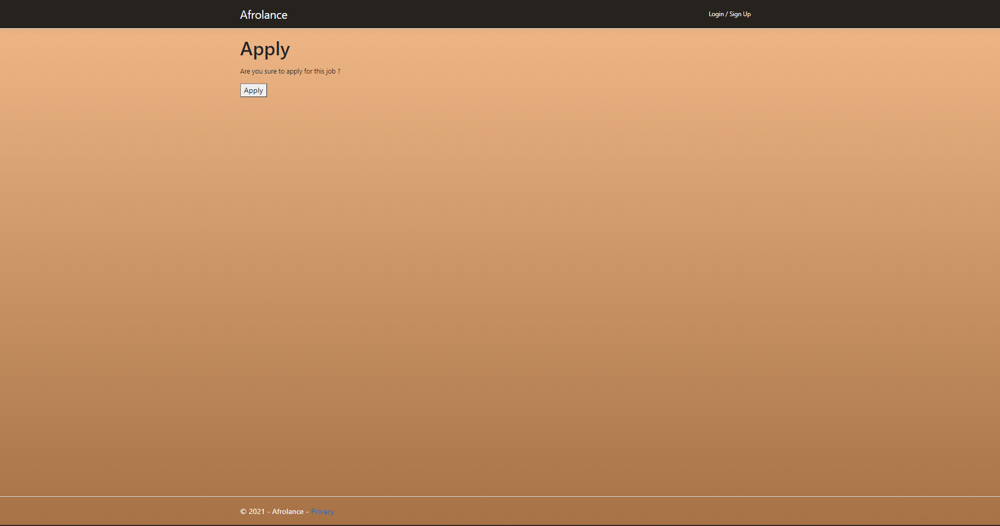 Afrolance
Login / Sign Up
Apply
Are you sure to apply for this job ?
Apply
© 2021 - Afrolance - Privacy